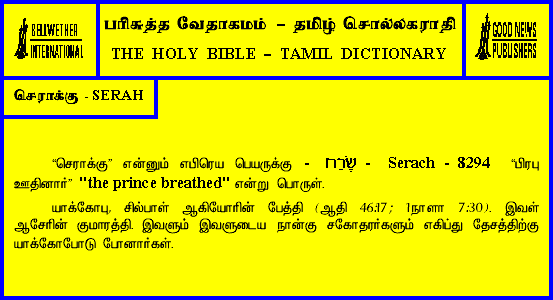 BELLWETHER
INTERNATIONAL
பரிசுத்த வேதாகமம் – தமிழ் சொல்லகராதி
THE HOLY BIBLE – TAMIL DICTIONARY
GOOD NEWS
PUBLISHERS
செராக்கு - SERAH
“செராக்கு” என்னும் எபிரெய பெயருக்கு - שֶׂרַח - Serach - 8294 “பிரபு
ஊதினார்” "the prince breathed" என்று பொருள்.
யாக்கோபு, சில்பாள் ஆகியோரின் பேத்தி (ஆதி 46:17; 1நாளா 7:30). இவள்
ஆசேரின் குமாரத்தி. இவளும் இவளுடைய நான்கு சகோதரர்களும் எகிப்து தேசத்திற்கு
யாக்கோபோடு போனார்கள்.